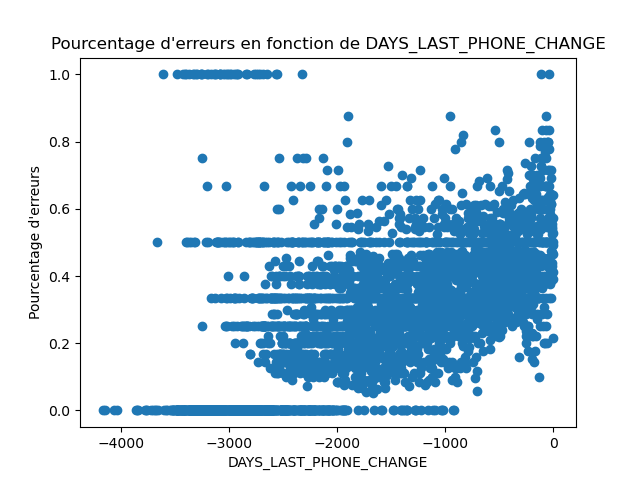 Pourcentage d'erreurs en fonction de DAYS_LAST_PHONE_CHANGE
1.0
0.8
0.6
0.4
0.2
0.0
Pourcentage d'erreurs
−4000 −3000 −2000 −1000 0
DAYS_LAST_PHONE_CHANGE